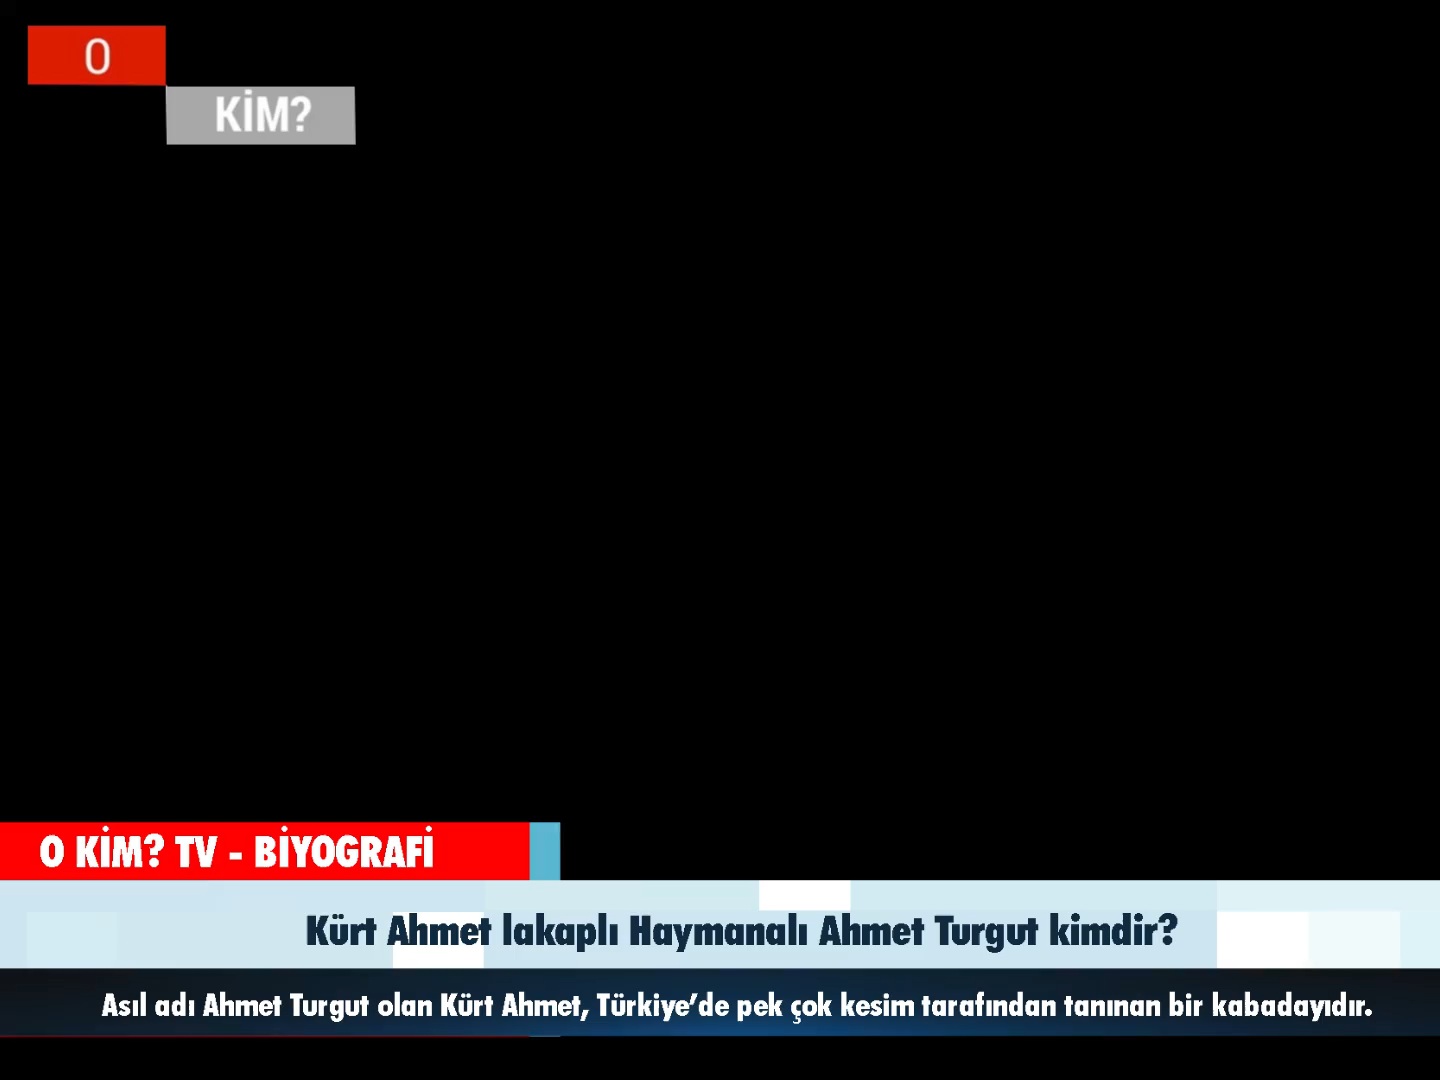 O
KİM?
O KİM? TV - BİYOGRAFİ
Kürt Ahmet lakaplı Haymanalı Ahmet Turgut kimdir?
Asıl adı Ahmet Turgut olan Kürt Ahmet, Türkiye’de pek çok kesim tarafından tanınan bir kabadayıdır.